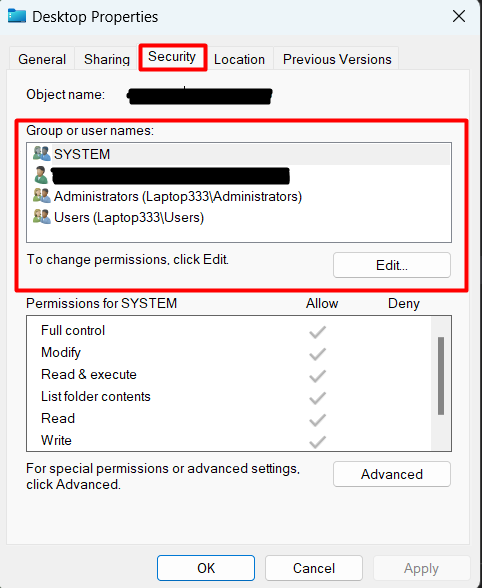 Desktop Properties
General Sharing Security Location Previous Versions
Object name:
Group or user names:
SYSTEM
Administrators (Laptop333\Administrators)
Users (Laptop333\Users)
To change permissions, click Edit.
Edit...
Permissions for SYSTEM Allow Deny
Full control
Modify
Read & execute
List folder contents
Read
Write
For special permissions or advanced settings,
click Advanced.
Advanced
OK Cancel Apply